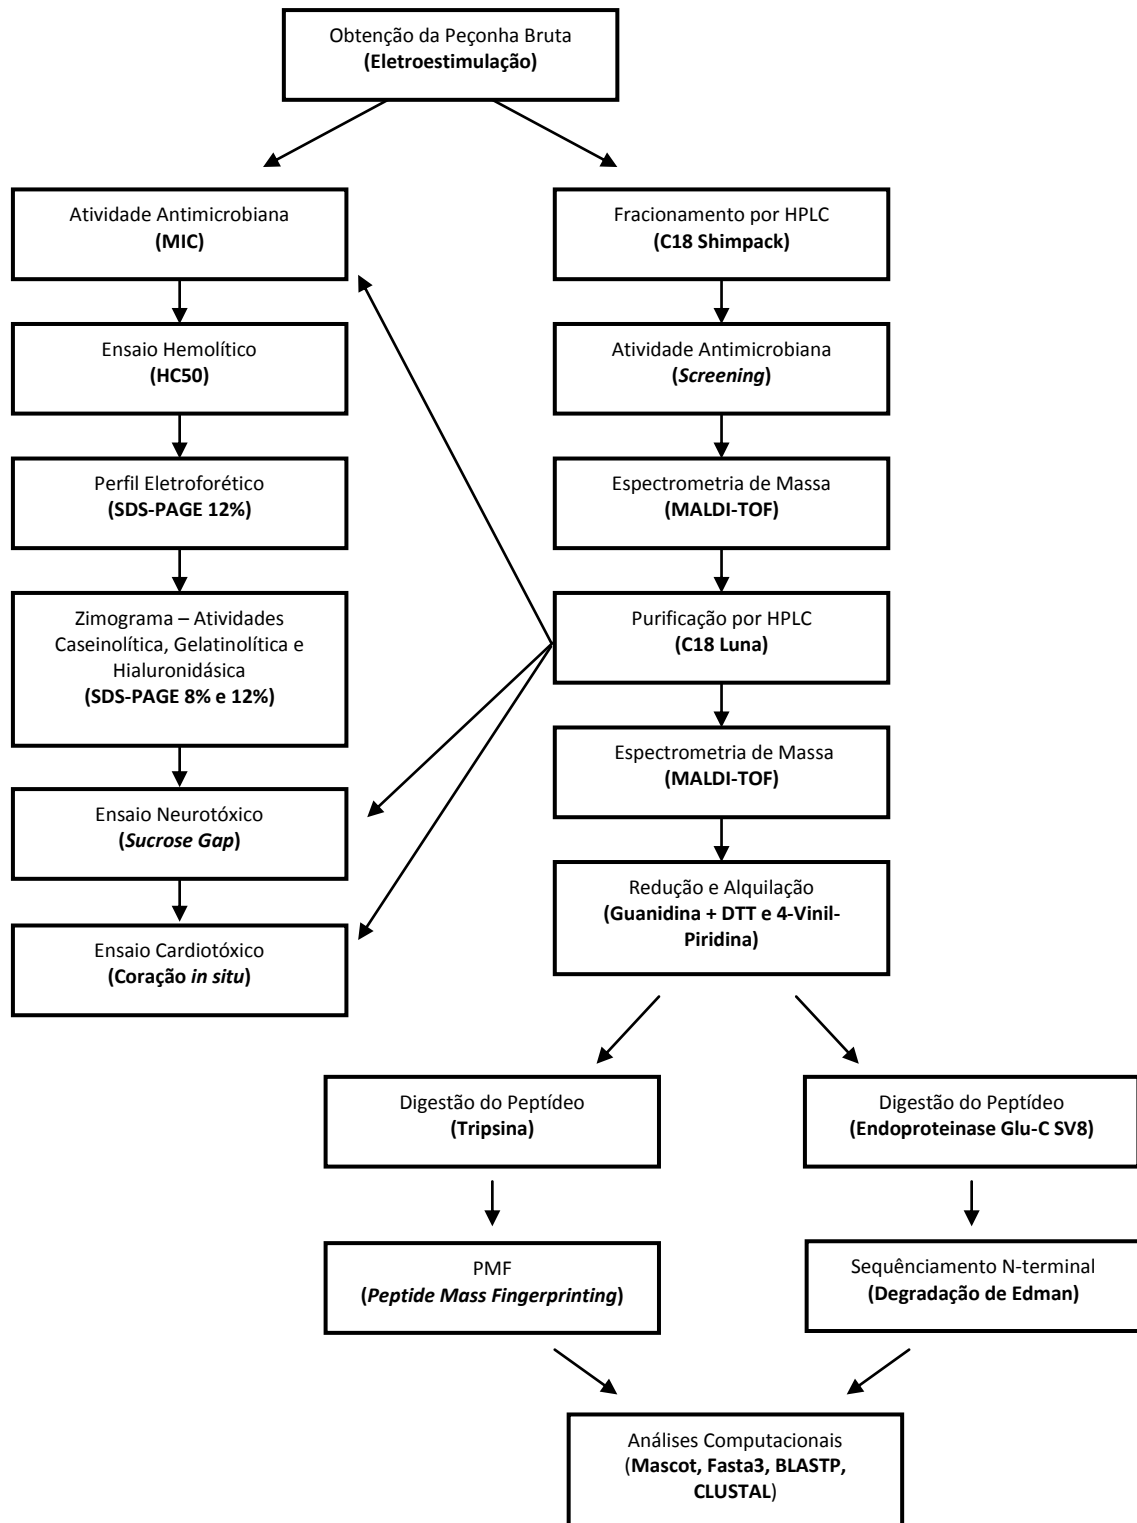 Obtenção da Peçonha Bruta
(Eletroestimulação)
Atividade Antimicrobiana
(MIC)
Ensaio Hemolítico
(HC50)
Perfil Eletroforético
(SDS-PAGE 12%)
Zimograma – Atividades
Caseinolítica, Gelatinolítica e
Hialuronidásica
(SDS-PAGE 8% e 12%)
Ensaio Neurotóxico
(Sucrose Gap)
Ensaio Cardiotóxico
(Coração in situ)
Fracionamento por HPLC
(C18 Shimpack)
Atividade Antimicrobiana
(Screening)
Espectrometria de Massa
(MALDI-TOF)
Purificação por HPLC
(C18 Luna)
Espectrometria de Massa
(MALDI-TOF)
Redução e Alquilação
(Guanidina + DTT e 4-Vinil-
Piridina)
Digestão do Peptídeo
(Tripsina)
Digestão do Peptídeo
(Endoproteinase Glu-C SV8)
PMF
(Peptide Mass Fingerprinting)
Sequênciamento N-terminal
(Degradação de Edman)
Análises Computacionais
(Mascot, Fasta3, BLASTP,
CLUSTAL)